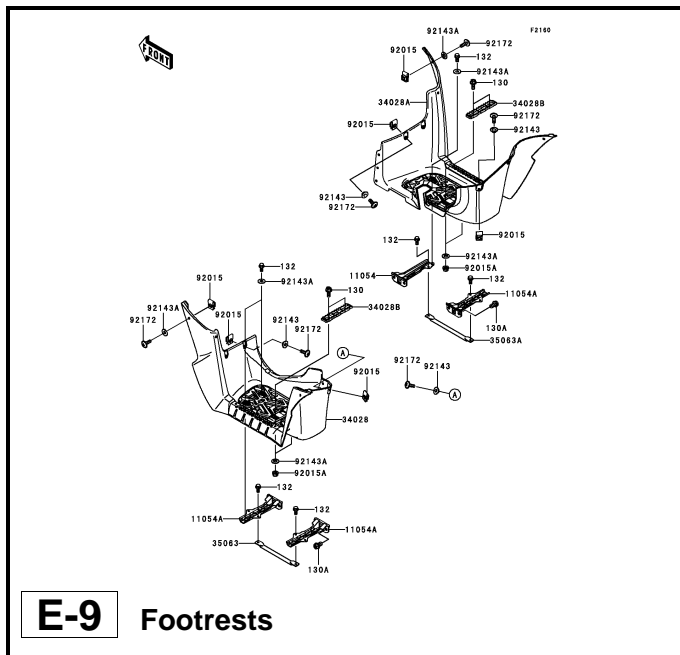 F2160
92143A
92172
92015
132
92143A
FRONT
130
34028A
34028B
92172
92015
92143
92143
92172
132
92015
132
92143A
11054
92015A
132
92015
92143A
11054A
130
92143A
92015
34028B
130A
92172
92143
35063A
92172
A
92172
92143
92015
A
34028
92143A
92015A
132
132
11054A
11054A
35063
130A
E-9 Footrests